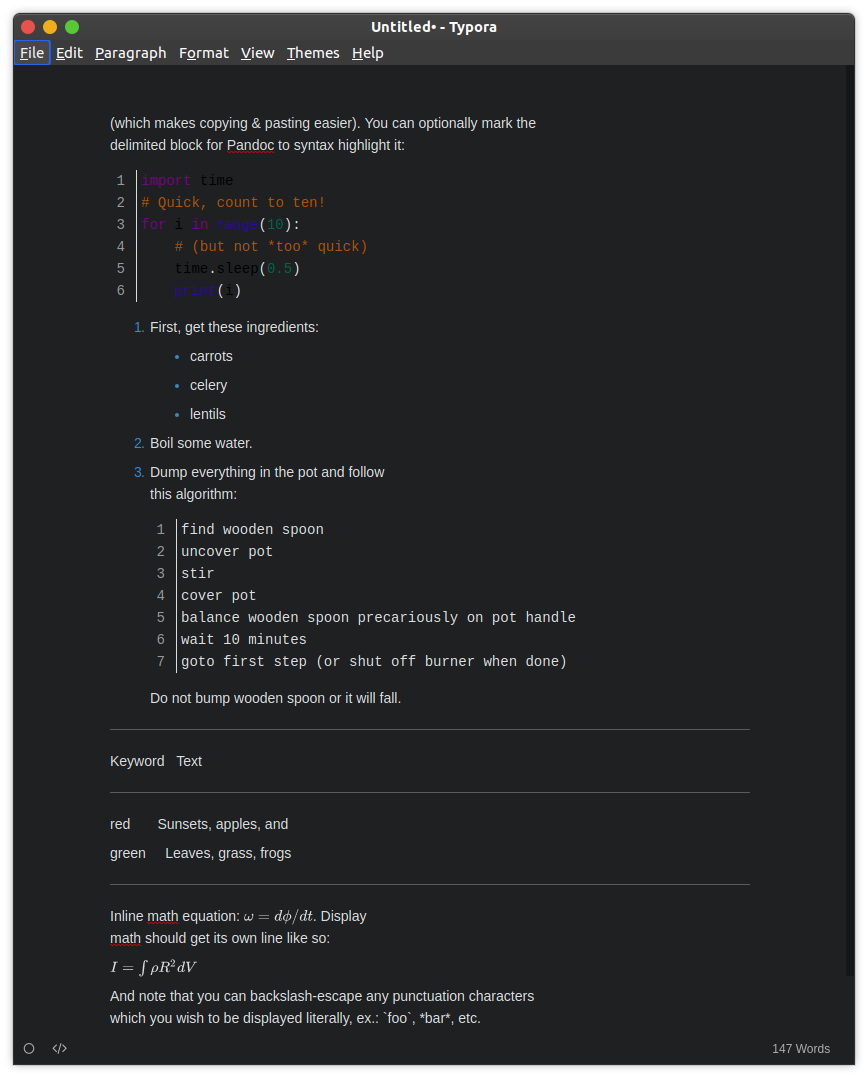 Untitled• - Typora
File Edit Paragraph Format View Themes Help
(which makes copying & pasting easier). You can optionally mark the
delimited block for Pandoc to syntax highlight it:
1 import time
2 # Quick, count to ten!
3 for i in range(10):
4     # (but not *too* quick)
5     time.sleep(0.5)
6     print(i)
1. First, get these ingredients:
• carrots
• celery
• lentils
2. Boil some water.
3. Dump everything in the pot and follow
this algorithm:
1 find wooden spoon
2 uncover pot
3 stir
4 cover pot
5 balance wooden spoon precariously on pot handle
6 wait 10 minutes
7 goto first step (or shut off burner when done)
Do not bump wooden spoon or it will fall.
Keyword Text
red Sunsets, apples, and
green Leaves, grass, frogs
Inline math equation: ω = dϕ/dt. Display
math should get its own line like so:
I = ∫ ρR²dV
And note that you can backslash-escape any punctuation characters
which you wish to be displayed literally, ex.: `foo`, *bar*, etc.
</> 147 Words